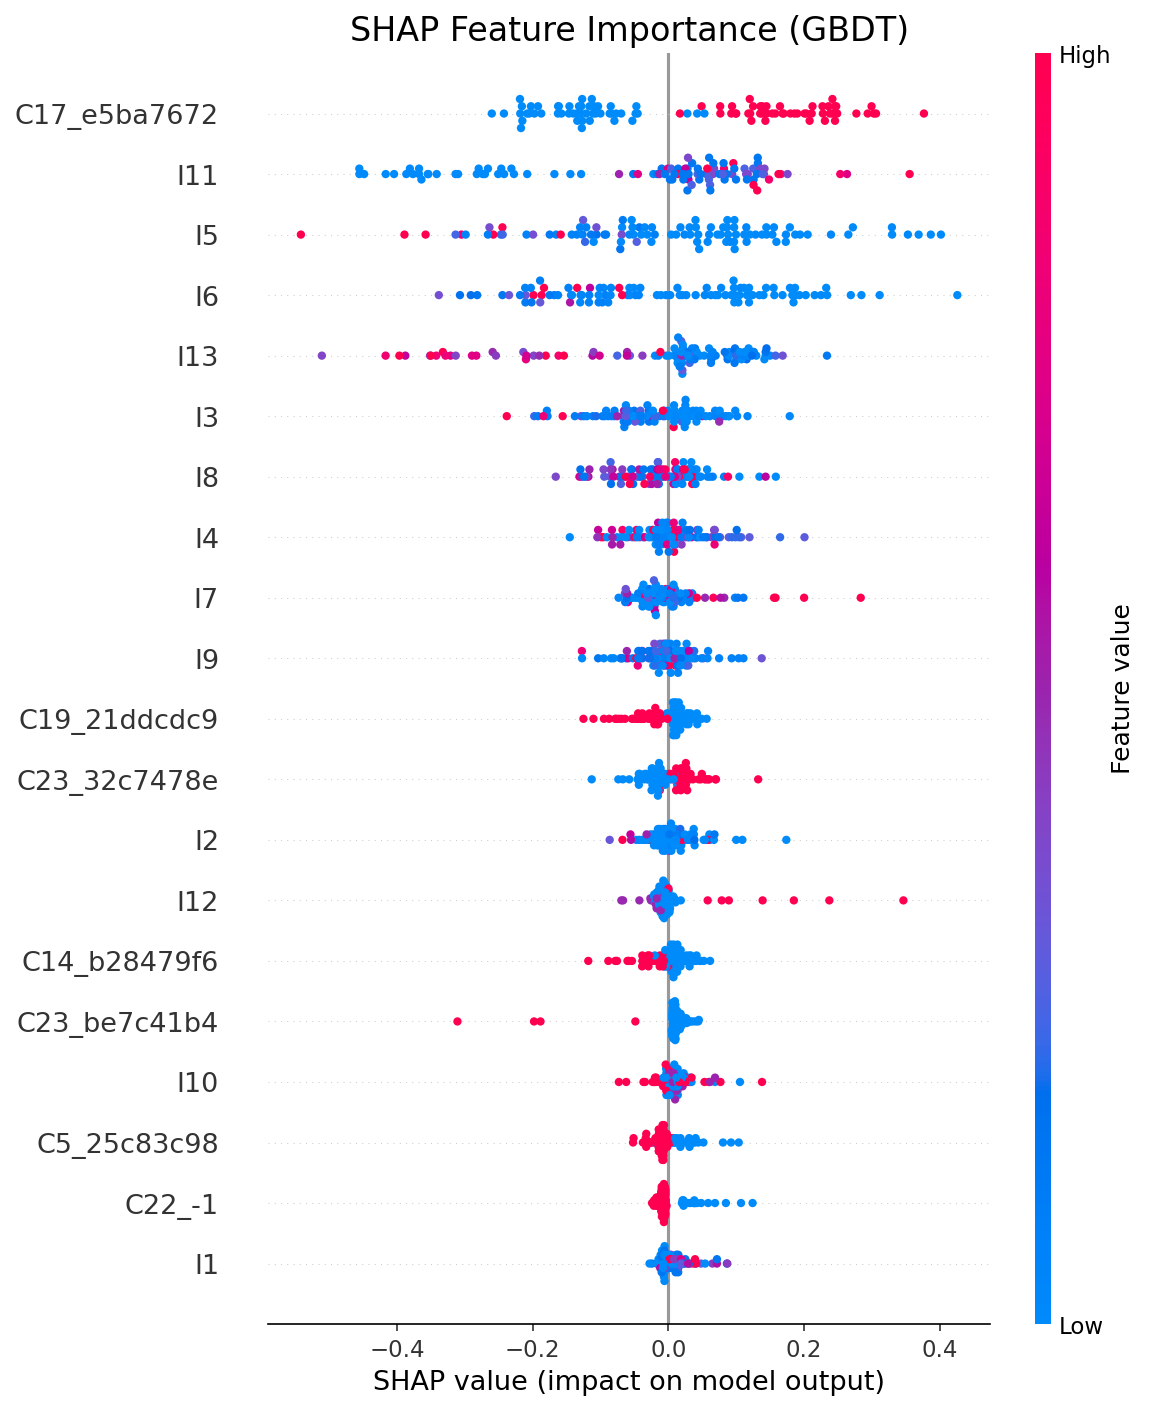 SHAP Feature Importance (GBDT)
High
C17_e5ba7672
I11
I5
I6
I13
I3
I8
I4
I7
I9
C19_21ddcdc9
C23_32c7478e
I2
I12
C14_b28479f6
C23_be7c41b4
I10
C5_25c83c98
C22_-1
I1
Feature value
Low
−0.4 −0.2 0.0 0.2 0.4
SHAP value (impact on model output)